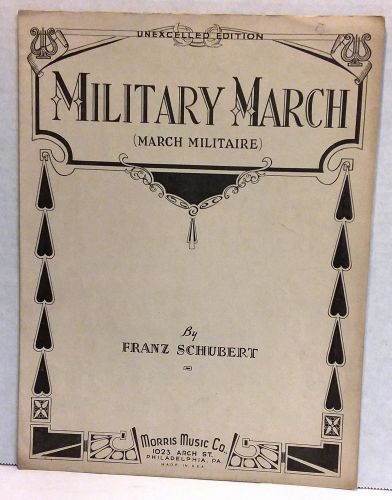 UNEXCELLED EDITION
MILITARY MARCH
(MARCH MILITAIRE)
By
FRANZ SCHUBERT
MORRIS MUSIC CO.
1023 ARCH ST.
PHILADELPHIA, PA.
MADE IN U.S.A.